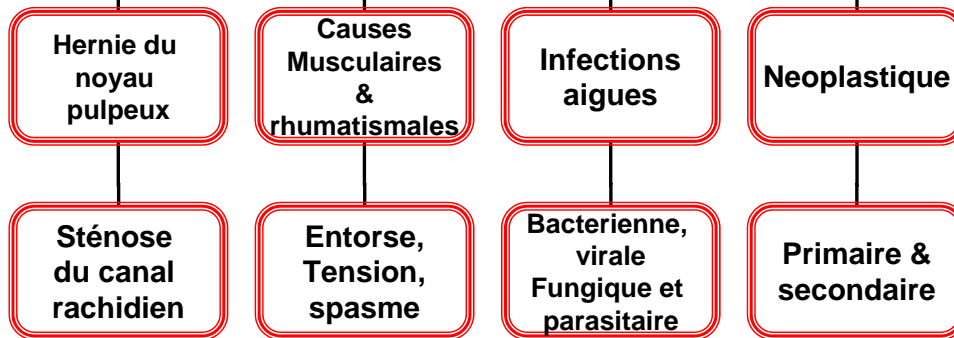 Hernie du
noyau
pulpeux
Causes
Musculaires
&
rhumatismales
Infections
aigues
Neoplastique
Sténose
du canal
rachidien
Entorse,
Tension,
spasme
Bacterienne,
virale
Fungique et
parasitaire
Primaire &
secondaire